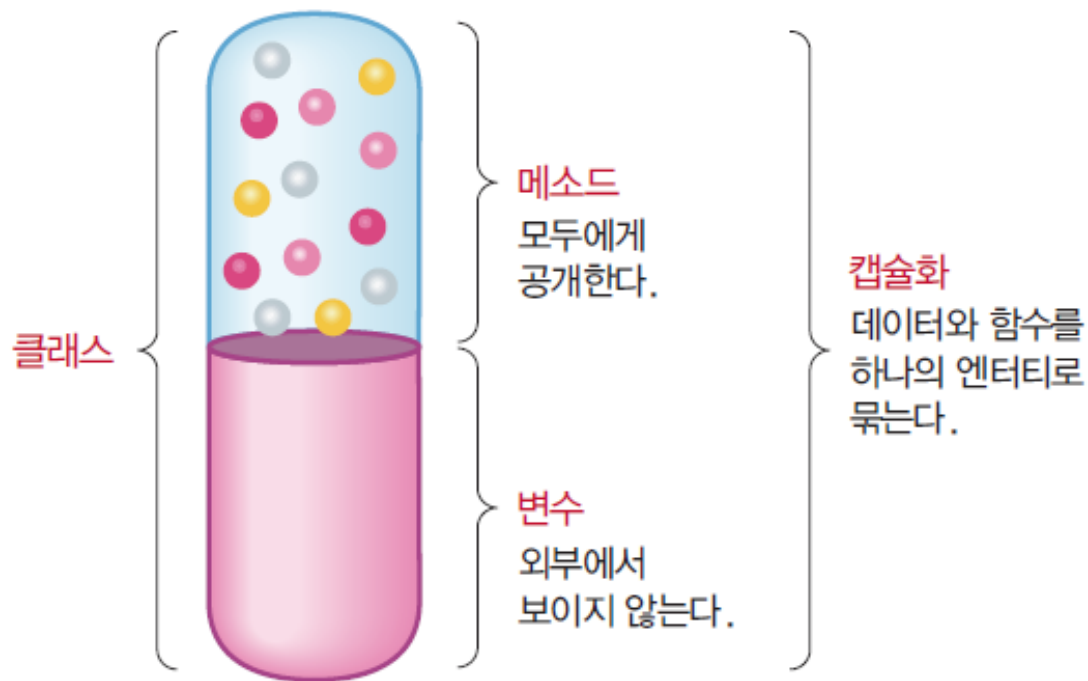 클래스
메소드
모두에게
공개한다.
변수
외부에서
보이지 않는다.
캡슐화
데이터와 함수를
하나의 엔터티로
묶는다.